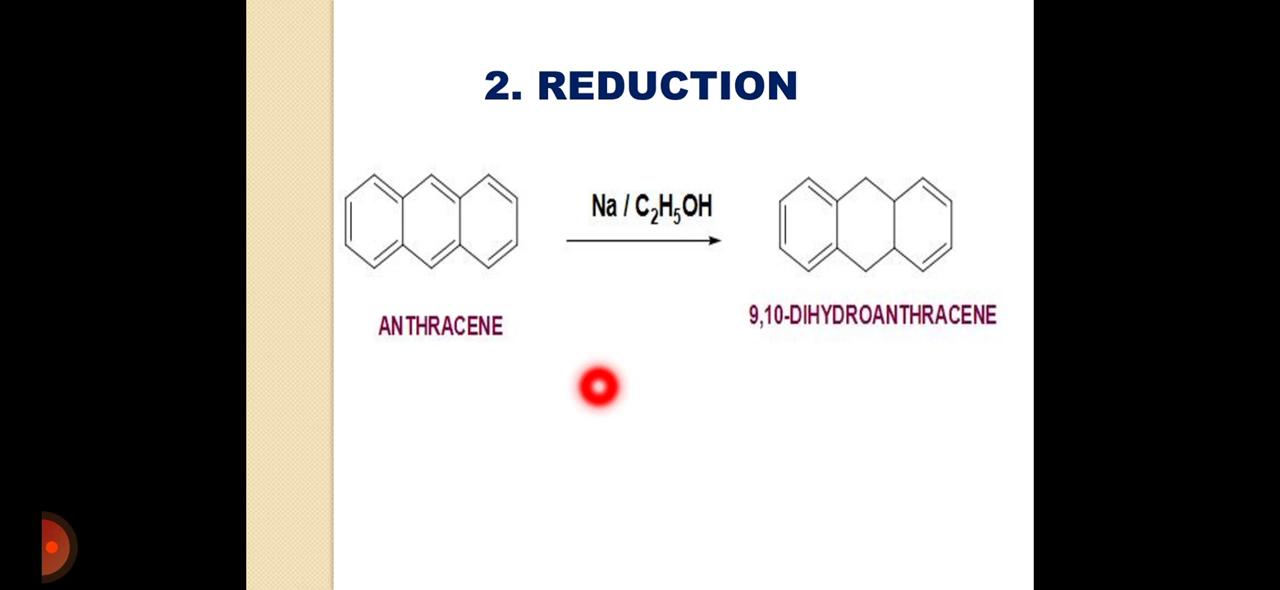 2. REDUCTION
Na / C₂H₅OH
ANTHRACENE
9,10-DIHYDROANTHRACENE